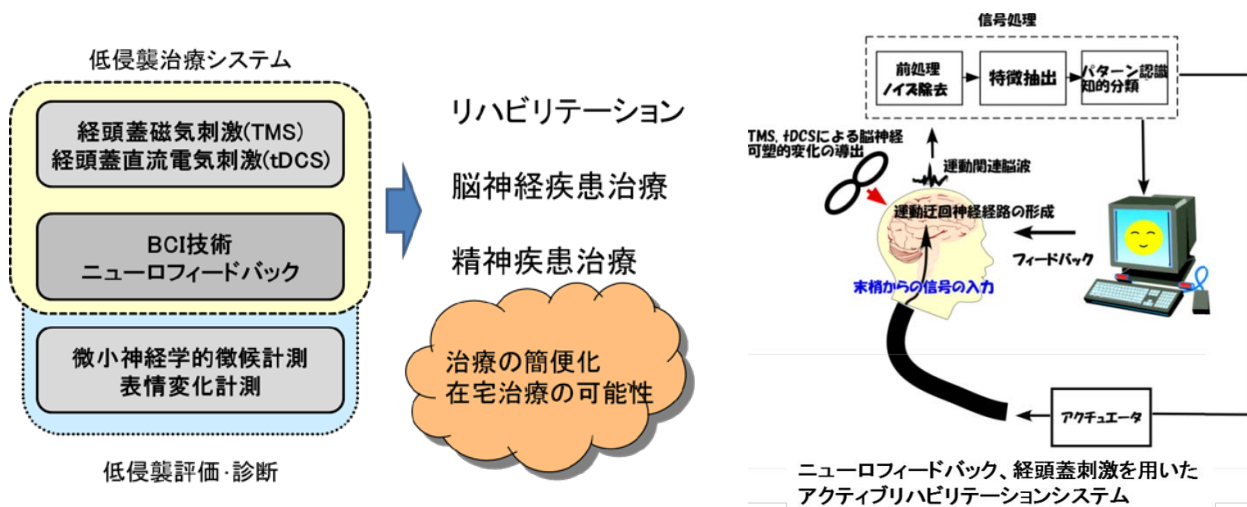 低侵襲治療システム
経頭蓋磁気刺激(TMS)
経頭蓋直流電気刺激(tDCS)
BCI技術
ニューロフィードバック
微小神経学的徴候計測
表情変化計測
低侵襲評価・診断
リハビリテーション
脳神経疾患治療
精神疾患治療
治療の簡便化
在宅治療の可能性
信号処理
前処理
ノイズ除去
特徴抽出
パターン認識
知的分類
TMS, tDCSによる脳神経
可塑的変化の導出
運動関連脳波
運動迂回神経経路の形成
フィードバック
末梢からの信号の入力
アクチュエータ
ニューロフィードバック、経頭蓋刺激を用いた
アクティブリハビリテーションシステム